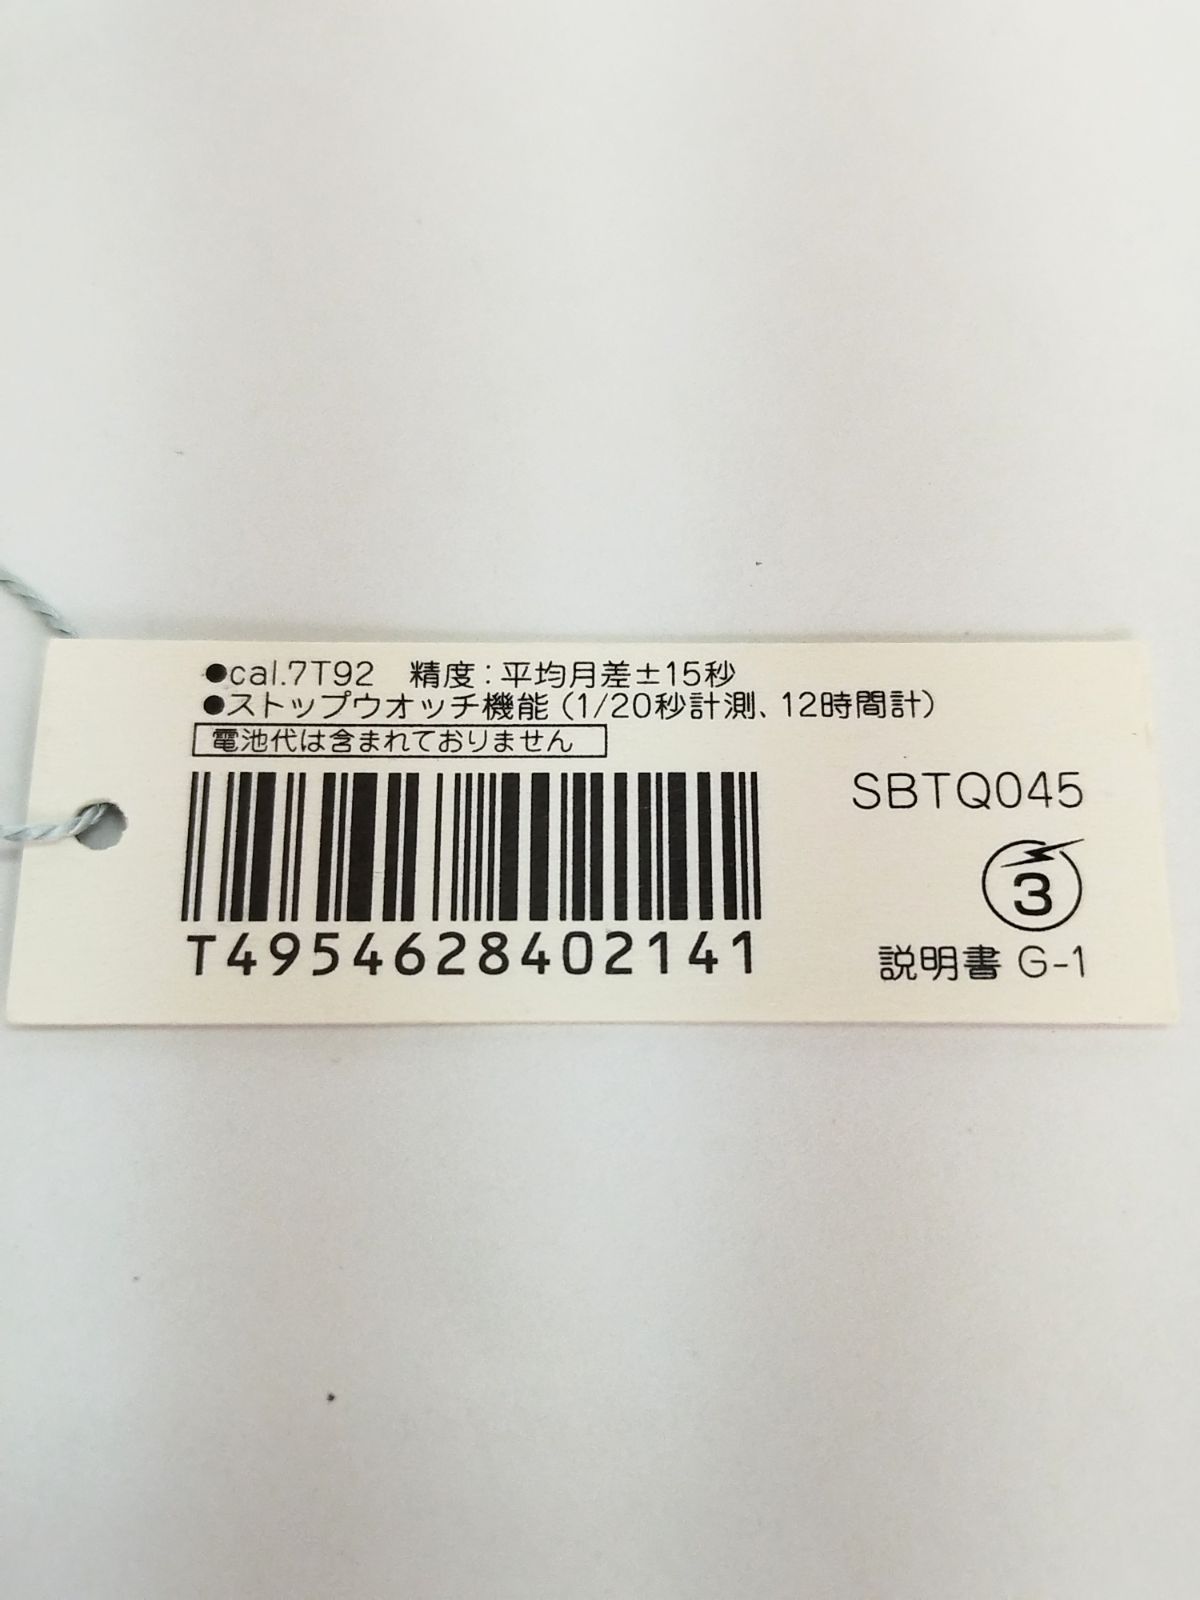 ●cal.7T92　精度：平均月差±15秒
●ストップウオッチ機能（1/20秒計測、12時間計）
電池代は含まれておりません
SBTQ045
3
T4954628402141
説明書 G-1